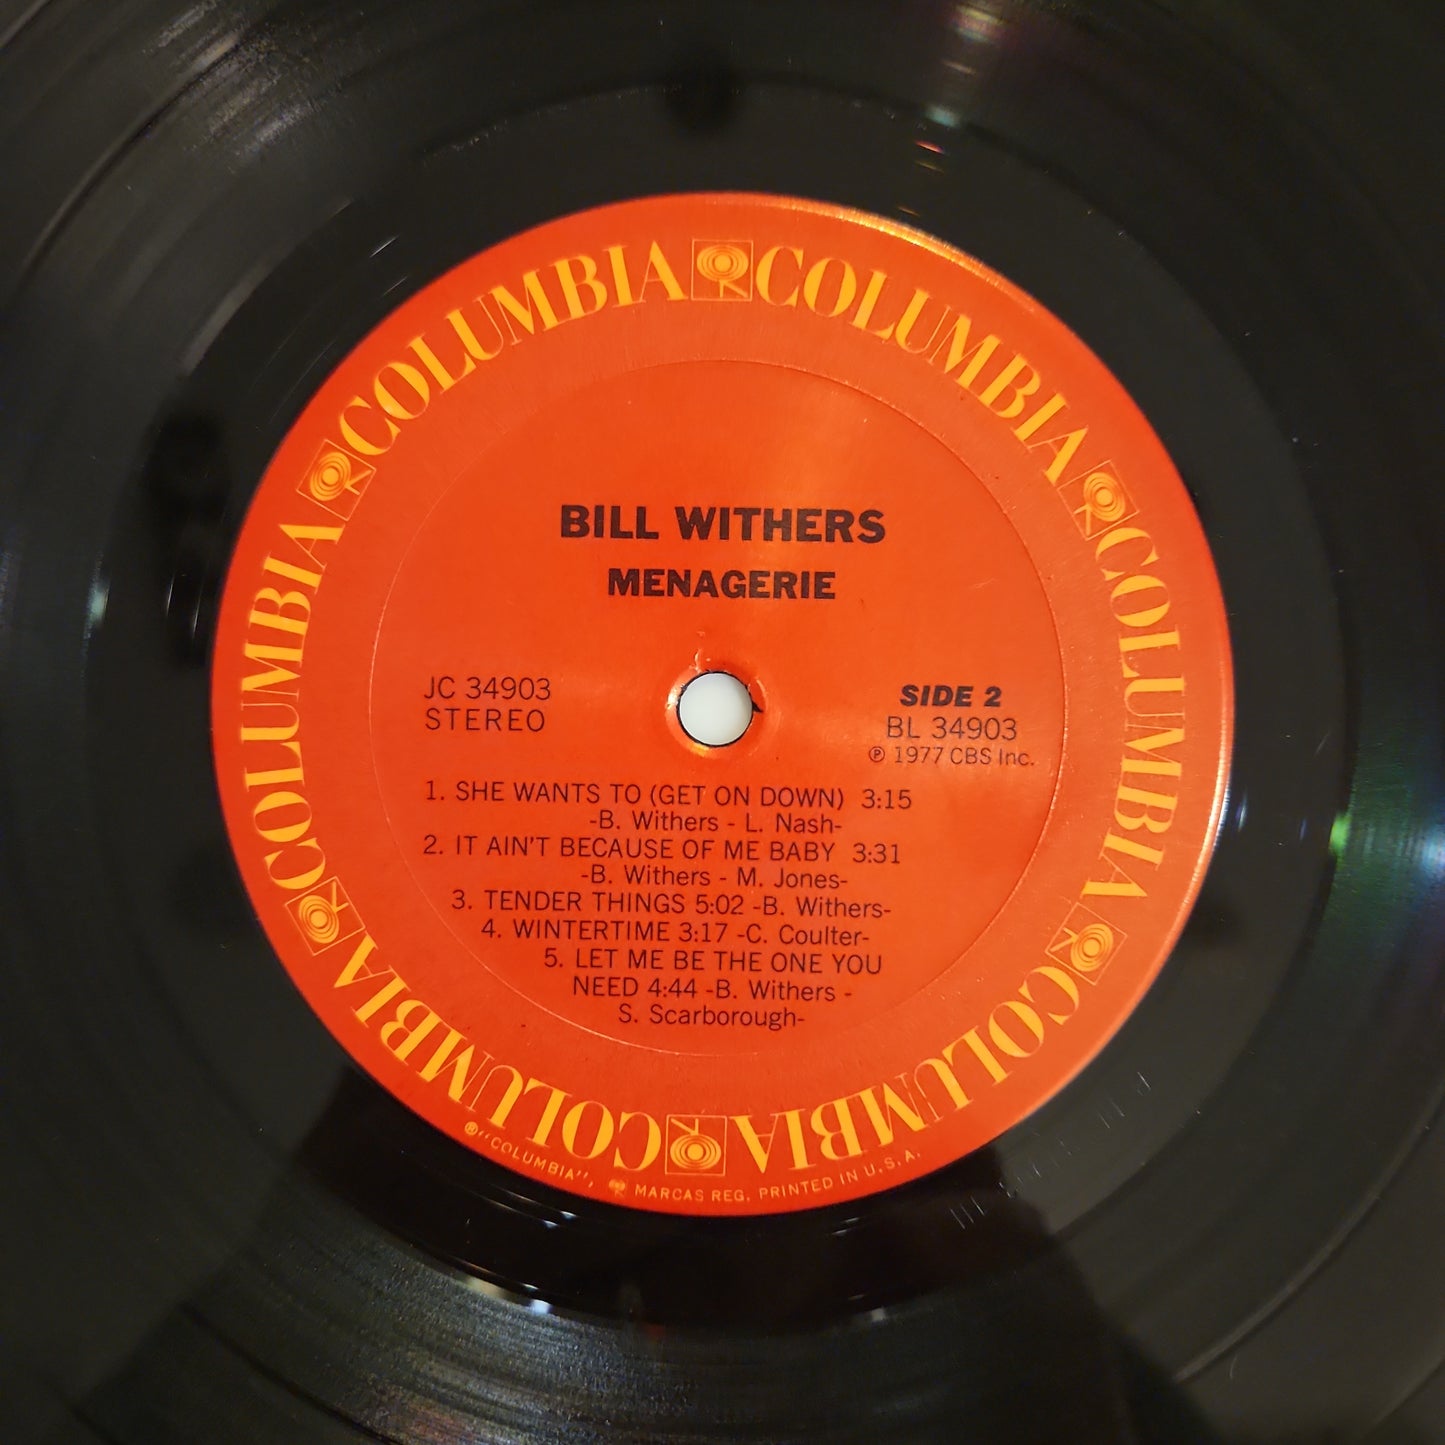 COLUMBIA COLUMBIA COLUMBIA COLUMBIA COLUMBIA COLUMBIA COLUMBIA COLUMBIA
BILL WITHERS
MENAGERIE
JC 34903
STEREO
SIDE 2
BL 34903
℗ 1977 CBS Inc.
1. SHE WANTS TO (GET ON DOWN) 3:15
-B. Withers - L. Nash-
2. IT AIN'T BECAUSE OF ME BABY 3:31
-B. Withers - M. Jones-
3. TENDER THINGS 5:02 -B. Withers-
4. WINTERTIME 3:17 -C. Coulter-
5. LET ME BE THE ONE YOU
NEED 4:44 -B. Withers -
S. Scarborough-
®"COLUMBIA", MARCAS REG. PRINTED IN U.S.A.